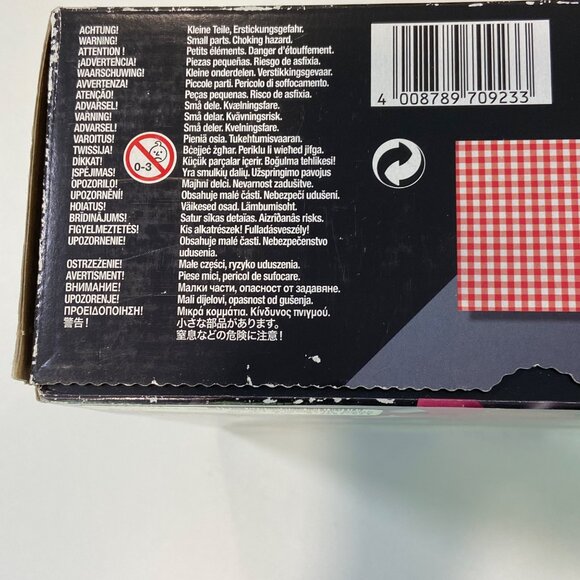 ACHTUNG! Kleine Teile, Erstickungsgefahr.
WARNING! Small parts. Choking hazard.
ATTENTION ! Petits éléments. Danger d'étouffement.
¡ADVERTENCIA! Piezas pequeñas. Riesgo de asfixia.
WAARSCHUWING! Kleine onderdelen. Verstikkingsgevaar.
AVVERTENZA! Piccole parti. Pericolo di soffocamento.
ATENÇÃO! Peças pequenas. Risco de asfixia.
ADVARSEL! Små dele. Kvælningsfare.
VARNING! Små delar. Kvävningsrisk.
ADVARSEL! Små deler. Kvelningsfare.
VAROITUS! Pieniä osia. Tukehtumisvaaran.
TWISSIJA! Bċejjeċ żgħar. Periklu li wieħed jifga.
DİKKAT! Küçük parçalar içerir. Boğulma tehlikesi!
ĮSPĖJIMAS! Yra smulkių dalių. Užspringimo pavojus
OPOZORILO! Majhni delci. Nevarnost zadušitve.
UPOZORNĚNÍ! Obsahuje malé části. Nebezpečí udušení.
HOIATUS! Väikesed osad. Lämbumisoht.
BRĪDINĀJUMS! Satur sīkas detaļas. Aizrīšanās risks.
FIGYELMEZTETÉS! Kis alkatrészek! Fulladásveszély!
UPOZORNENIE! Obsahuje malé časti. Nebezpečenstvo
udusenia.
OSTRZEŻENIE! Małe części, ryzyko uduszenia.
AVERTISMENT! Piese mici, pericol de sufocare.
ВНИМАНИЕ! Малки части, опасност от задавяне.
UPOZORENJE! Mali dijelovi, opasnost od gušenja.
ΠΡΟΕΙΔΟΠΟΙΗΣΗ! Μικρά κομμάτια. Κίνδυνος πνιγμού.
警告! 小さな部品があります。
窒息などの危険に注意!
0-3
4 008789 709233